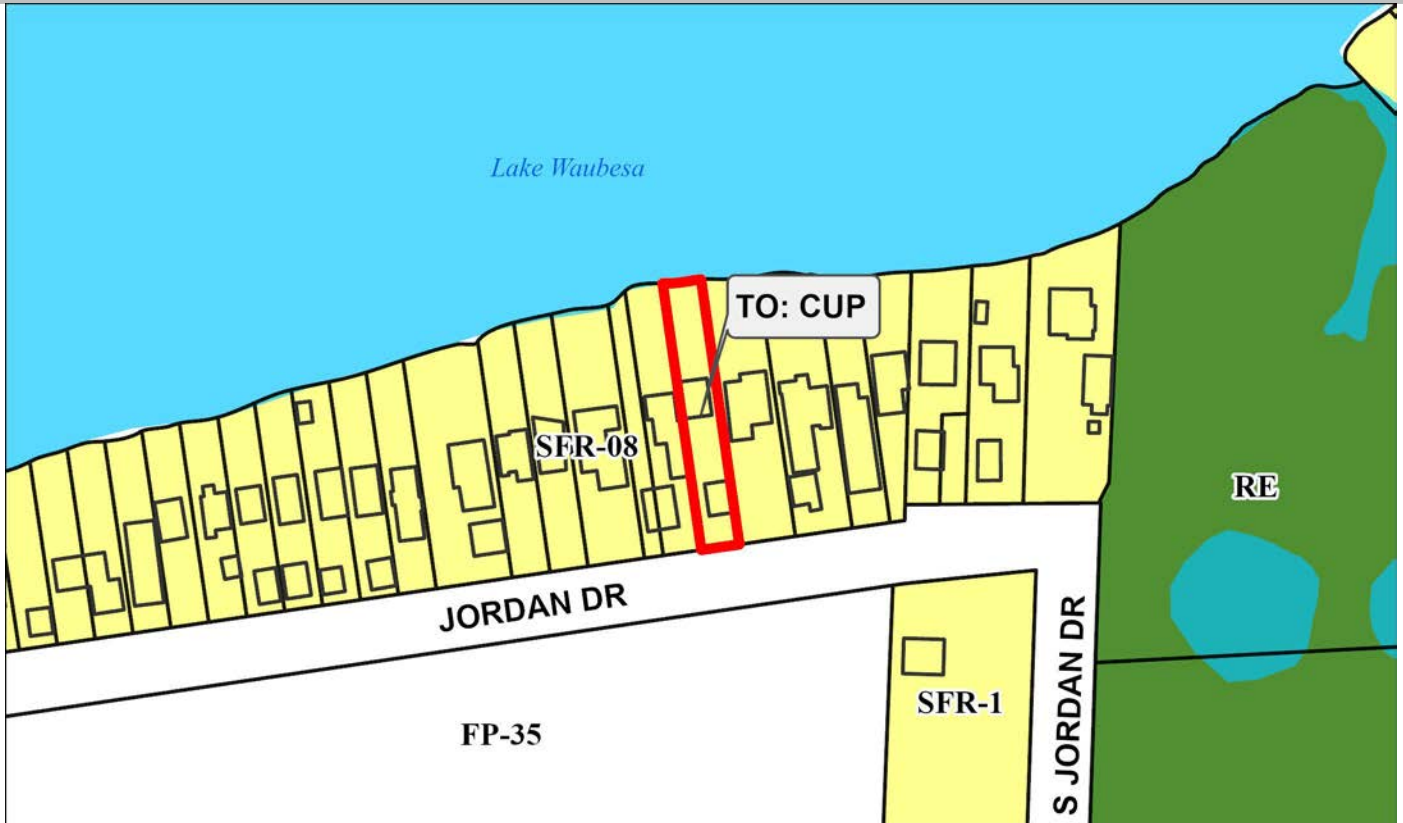 Lake Waubesa
TO: CUP
SFR-08
RE
JORDAN DR
S JORDAN DR
SFR-1
FP-35